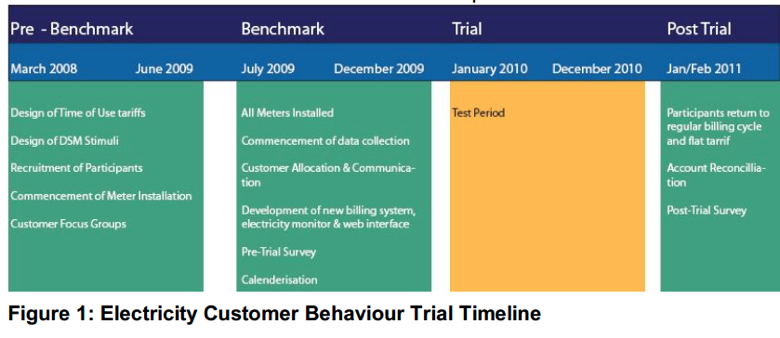 Pre - Benchmark
Benchmark
Trial
Post Trial
March 2008
June 2009
July 2009
December 2009
January 2010
December 2010
Jan/Feb 2011
Design of Time of Use tariffs
Design of DSM Stimuli
Recruitment of Participants
Commencement of Meter Installation
Customer Focus Groups
All Meters Installed
Commencement of data collection
Customer Allocation & Communica-
tion
Development of new billing system,
electricity monitor & web interface
Pre-Trial Survey
Calenderisation
Test Period
Participants return to
regular billing cycle
and flat tarrif
Account Reconcillia-
tion
Post-Trial Survey
Figure 1: Electricity Customer Behaviour Trial Timeline